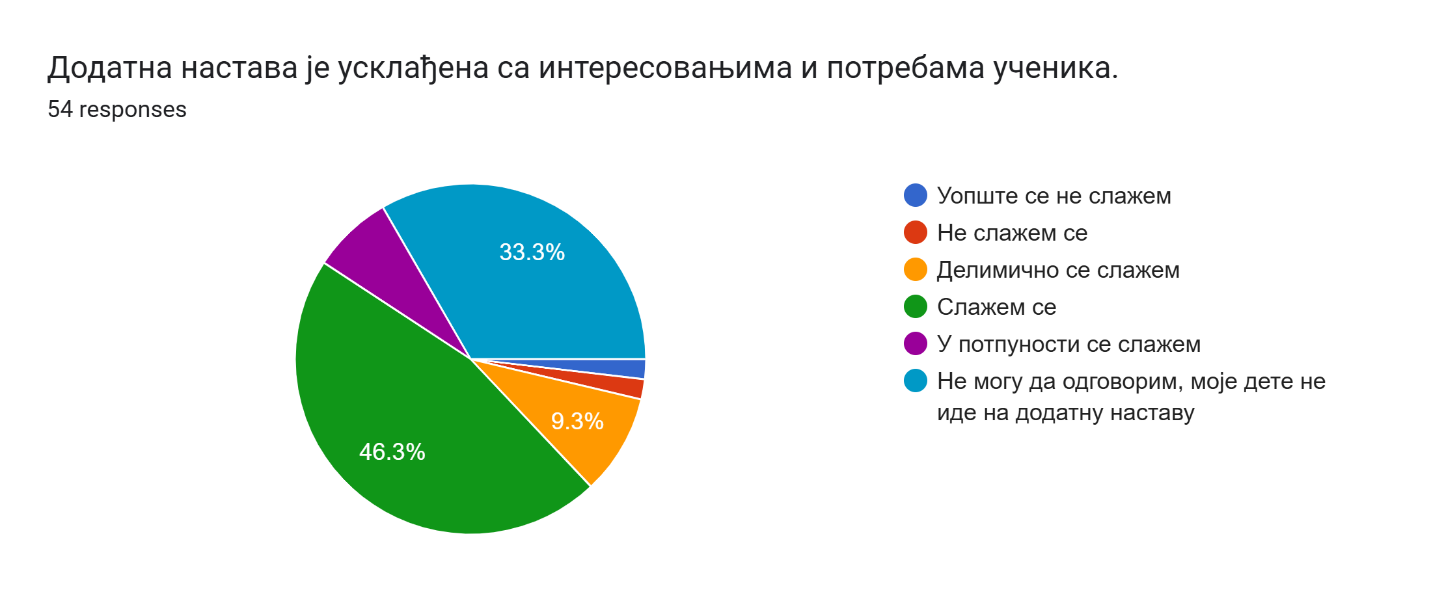 Додатна настава је усклађена са интересовањима и потребама ученика.
54 responses
33.3%
9.3%
46.3%
Уопште се не слажем
Не слажем се
Делимично се слажем
Слажем се
У потпуности се слажем
Не могу да одговорим, моје дете не
иде на додатну наставу